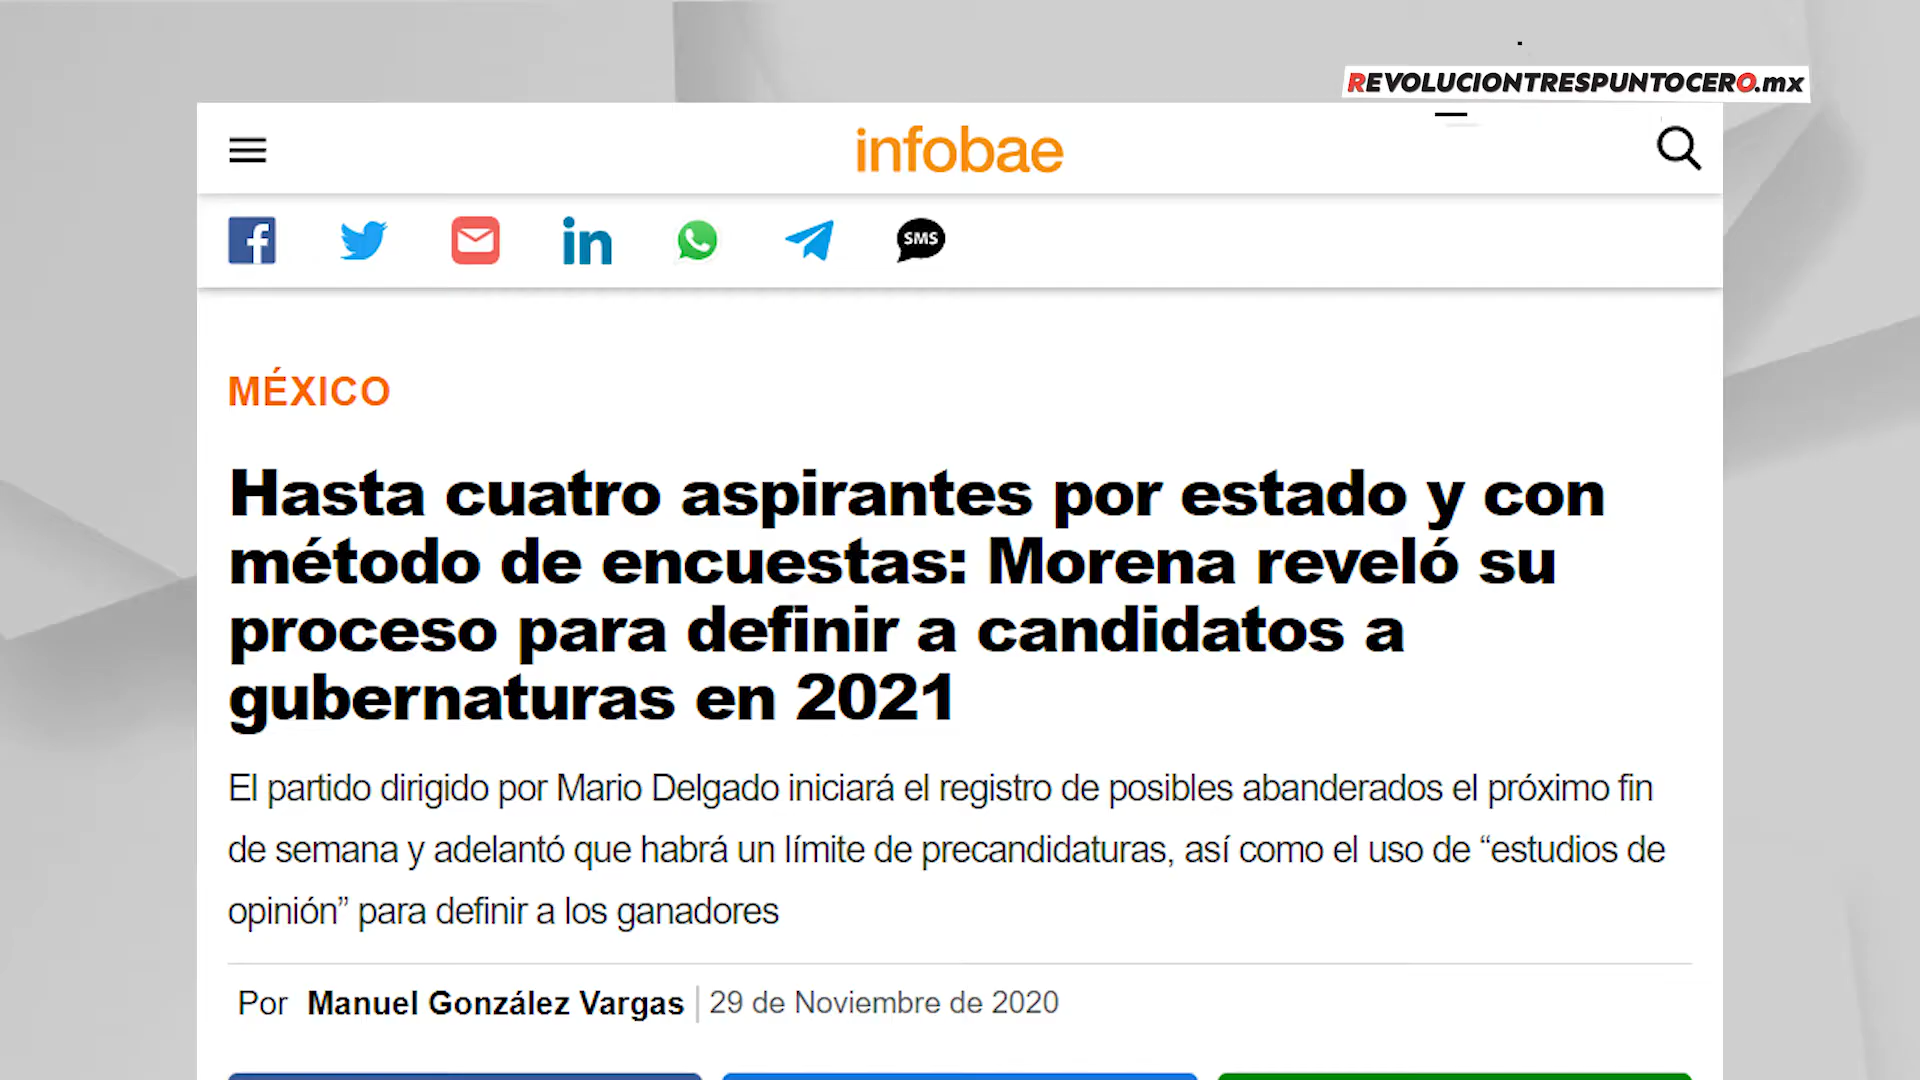 REVOLUCIONTRESPUNTOCERO.mx
infobae
SMS
MÉXICO
Hasta cuatro aspirantes por estado y con
método de encuestas: Morena reveló su
proceso para definir a candidatos a
gubernaturas en 2021
El partido dirigido por Mario Delgado iniciará el registro de posibles abanderados el próximo fin
de semana y adelantó que habrá un límite de precandidaturas, así como el uso de “estudios de
opinión” para definir a los ganadores
Por Manuel González Vargas 29 de Noviembre de 2020